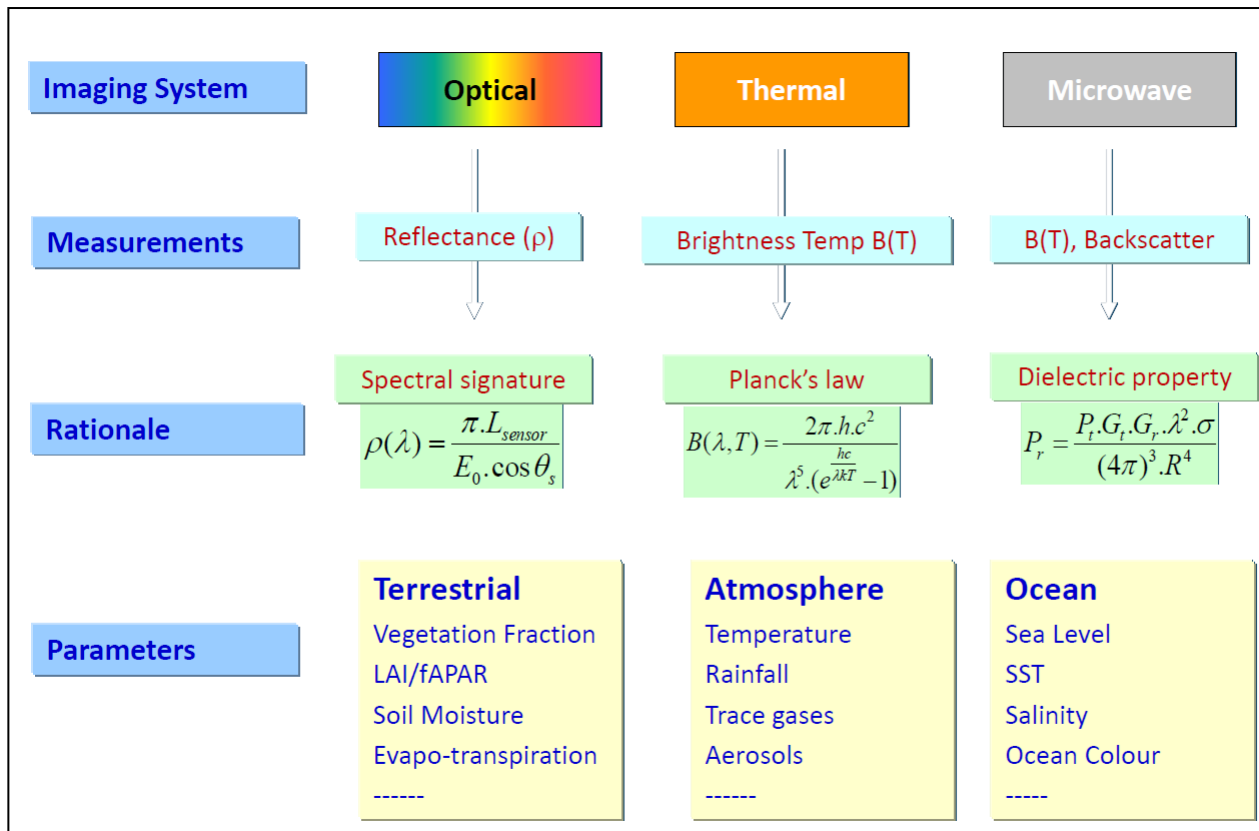 Imaging System
Optical
Thermal
Microwave
Measurements
Reflectance (ρ)
Brightness Temp B(T)
B(T), Backscatter
Rationale
Spectral signature
ρ(λ) = π.L_sensor / E_0.cosθ_s
Planck’s law
B(λ,T) = 2π.h.c^2 / λ^5.(e^(hc/λkT) −1)
Dielectric property
P_r = P_t.G_t.G_r.λ^2.σ / (4π)^3.R^4
Parameters
Terrestrial
Vegetation Fraction
LAI/fAPAR
Soil Moisture
Evapo-transpiration
------
Atmosphere
Temperature
Rainfall
Trace gases
Aerosols
------
Ocean
Sea Level
SST
Salinity
Ocean Colour
-----